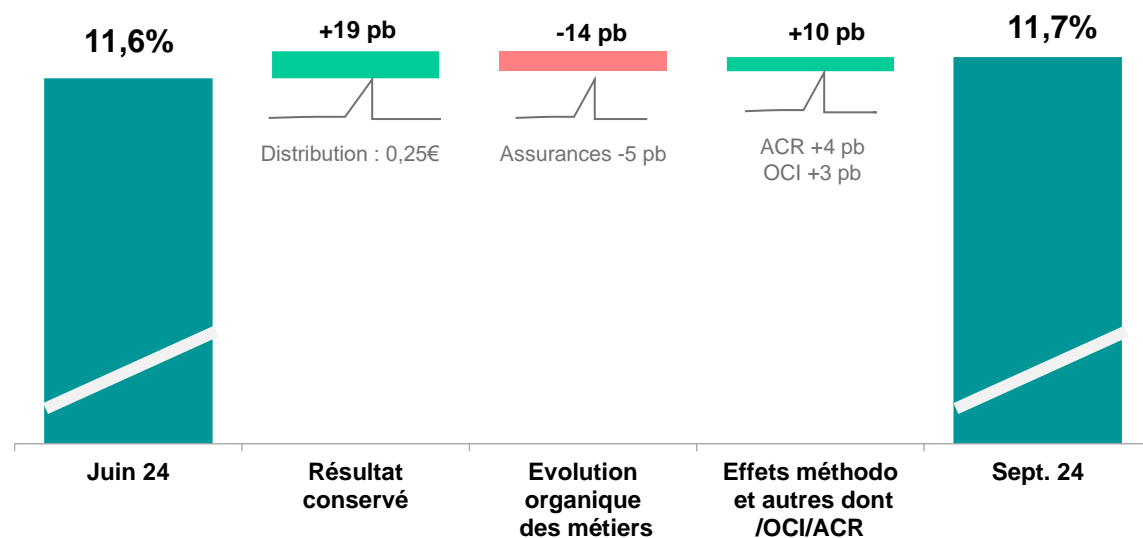 11,6%
+19 pb
-14 pb
+10 pb
11,7%
Distribution : 0,25€
Assurances -5 pb
ACR +4 pb
OCI +3 pb
Juin 24
Résultat
conservé
Evolution
organique
des métiers
Effets méthodo
et autres dont
/OCI/ACR
Sept. 24